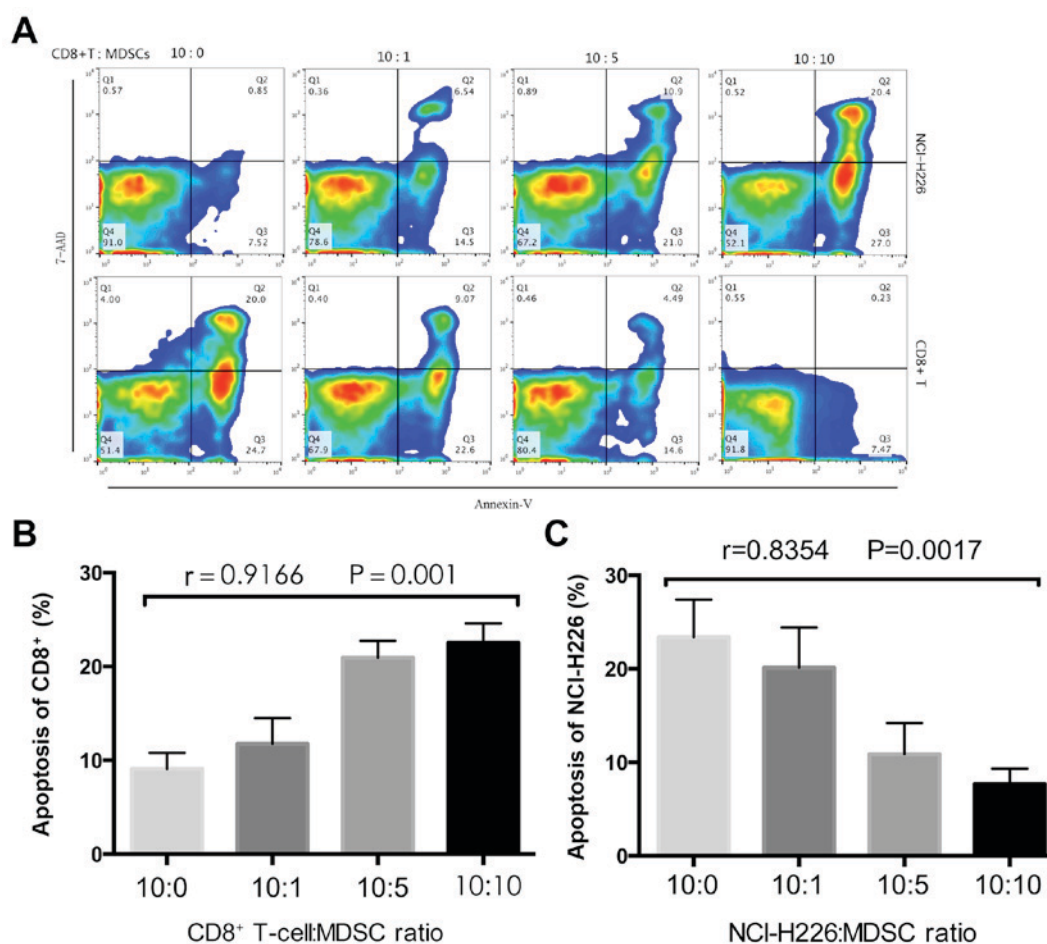 A
CD8+T : MDSCs 10 : 0 10 : 1 10 : 5 10 : 10
Q1 0.57 Q2 0.85 Q4 91.0 Q3 7.52
Q1 0.36 Q2 6.54 Q4 78.6 Q3 14.5
Q1 0.89 Q2 10.9 Q4 67.2 Q3 21.0
Q1 0.52 Q2 20.4 Q4 52.1 Q3 27.0
NCI-H226
7-AAD
Q1 4.00 Q2 20.0 Q4 51.4 Q3 24.7
Q1 0.40 Q2 9.07 Q4 67.9 Q3 22.6
Q1 0.46 Q2 4.49 Q4 80.4 Q3 14.6
Q1 0.55 Q2 0.23 Q4 91.8 Q3 7.47
CD8+ T
Annexin-V
B
r = 0.9166 P = 0.001
Apoptosis of CD8⁺ (%)
30
20
10
0
10:0 10:1 10:5 10:10
CD8⁺ T-cell:MDSC ratio
C
r=0.8354 P=0.0017
Apoptosis of NCI-H226 (%)
30
20
10
0
10:0 10:1 10:5 10:10
NCI-H226:MDSC ratio